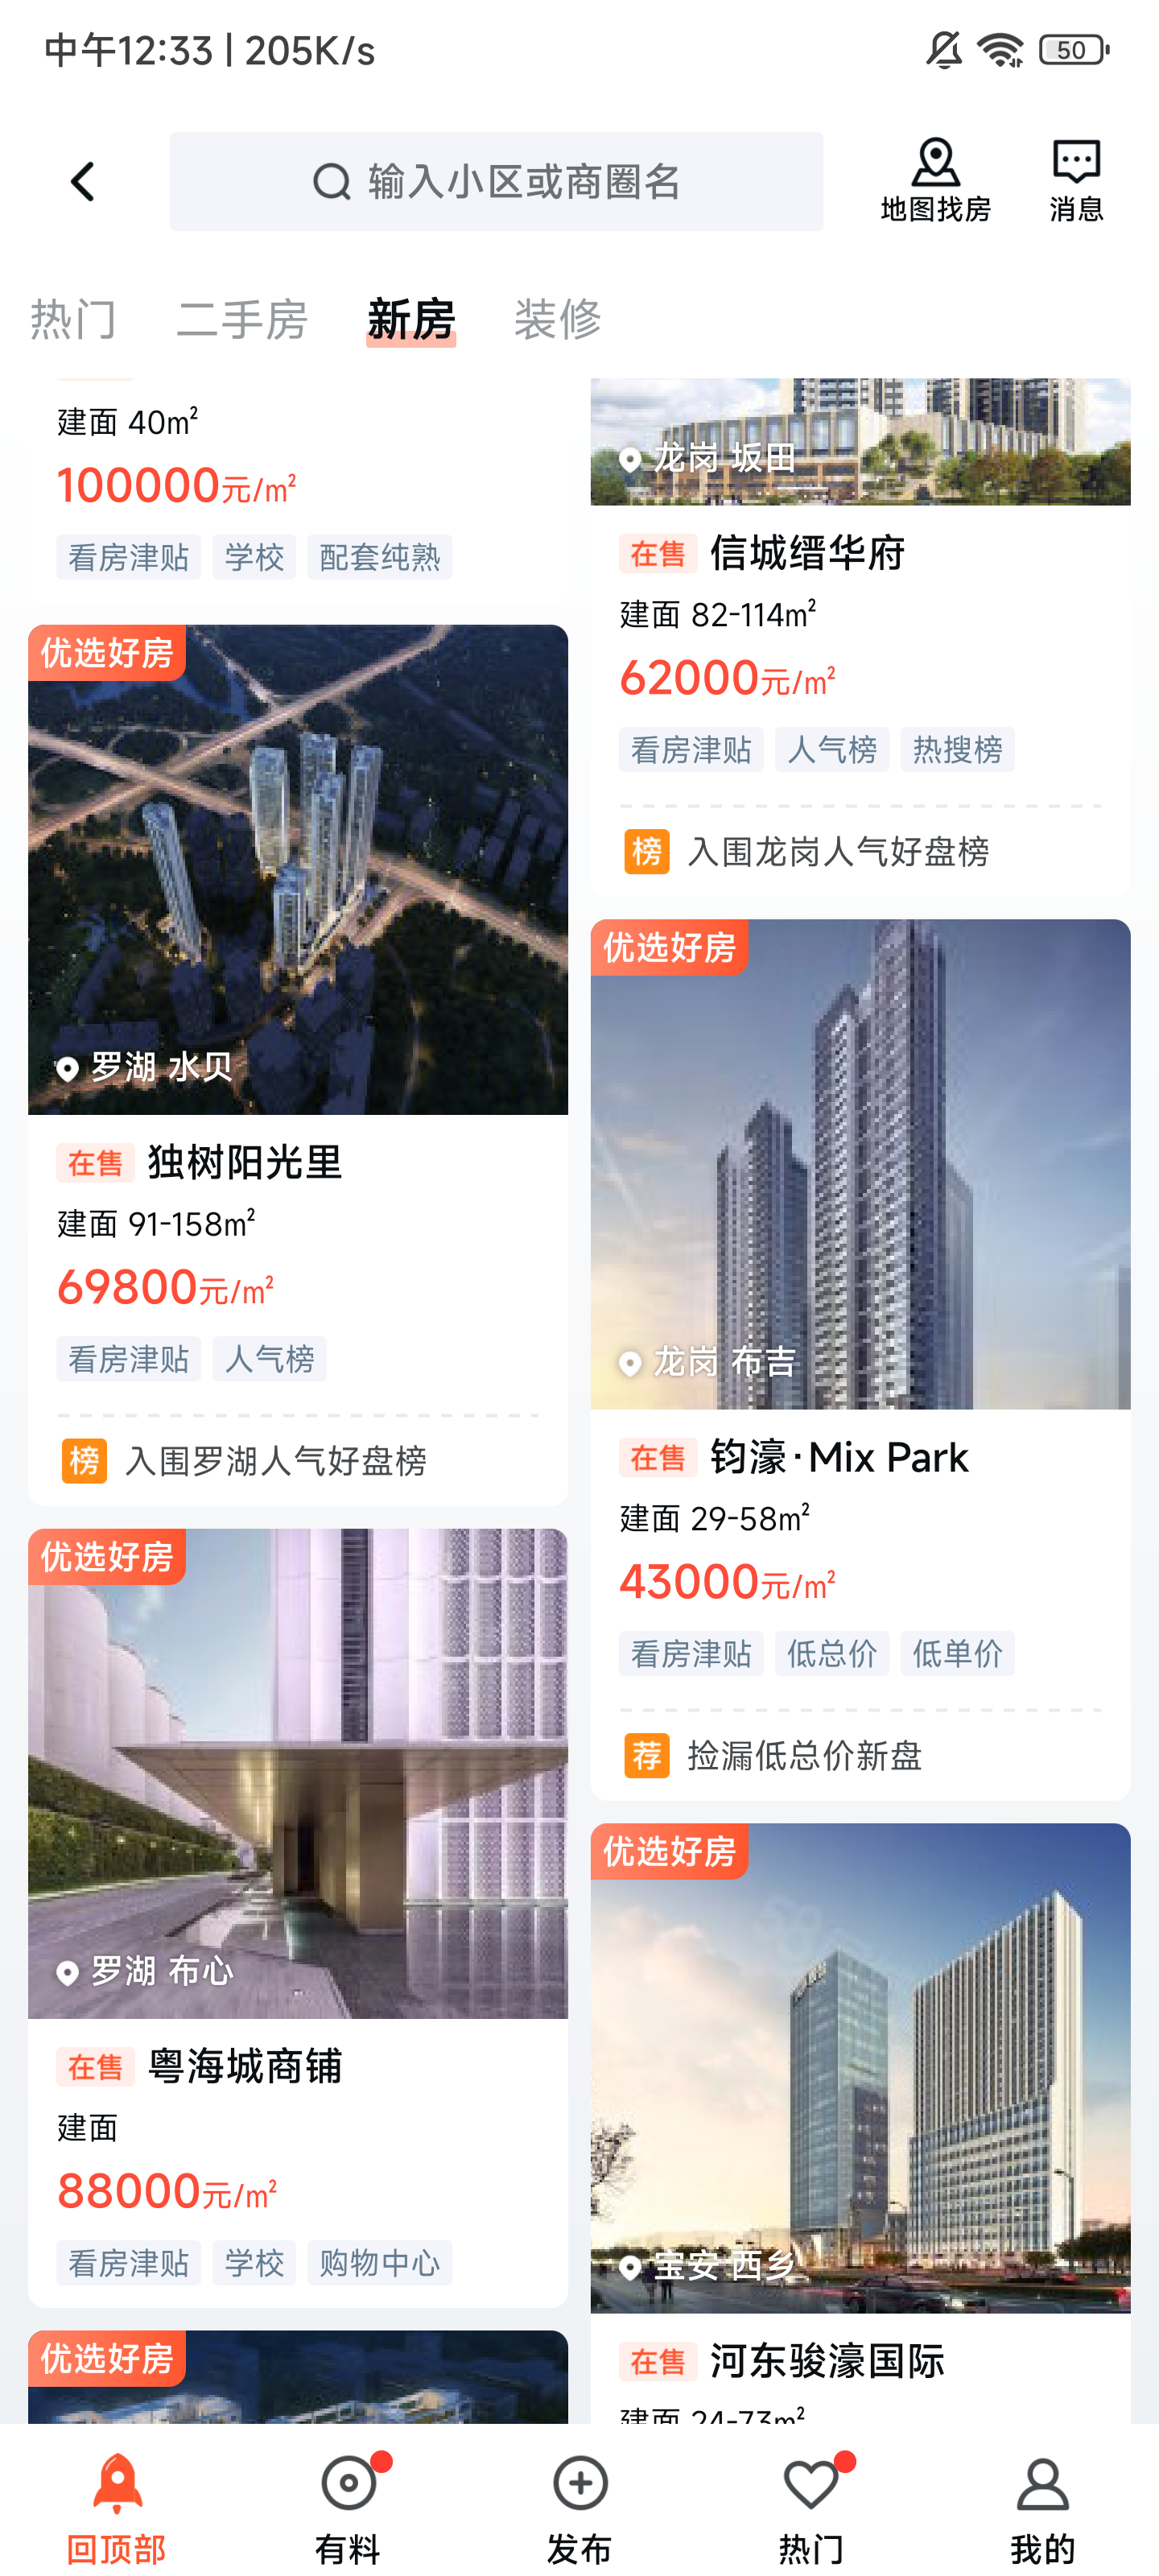 中午12:33 | 205K/s
50
输入小区或商圈名
地图找房
消息
热门 二手房 新房 装修
建面 40m²
100000元/m²
看房津贴 学校 配套纯熟
优选好房
罗湖 水贝
在售 独树阳光里
建面 91-158m²
69800元/m²
看房津贴 人气榜
榜 入围罗湖人气好盘榜
优选好房
罗湖 布心
在售 粤海城商铺
建面
88000元/m²
看房津贴 学校 购物中心
优选好房
龙岗 坂田
在售 信城缙华府
建面 82-114m²
62000元/m²
看房津贴 人气榜 热搜榜
榜 入围龙岗人气好盘榜
优选好房
龙岗 布吉
在售 钧濠·Mix Park
建面 29-58m²
43000元/m²
看房津贴 低总价 低单价
荐 捡漏低总价新盘
优选好房
宝安 西乡
在售 河东骏濠国际
建面 24-73m²
回顶部 有料 发布 热门 我的